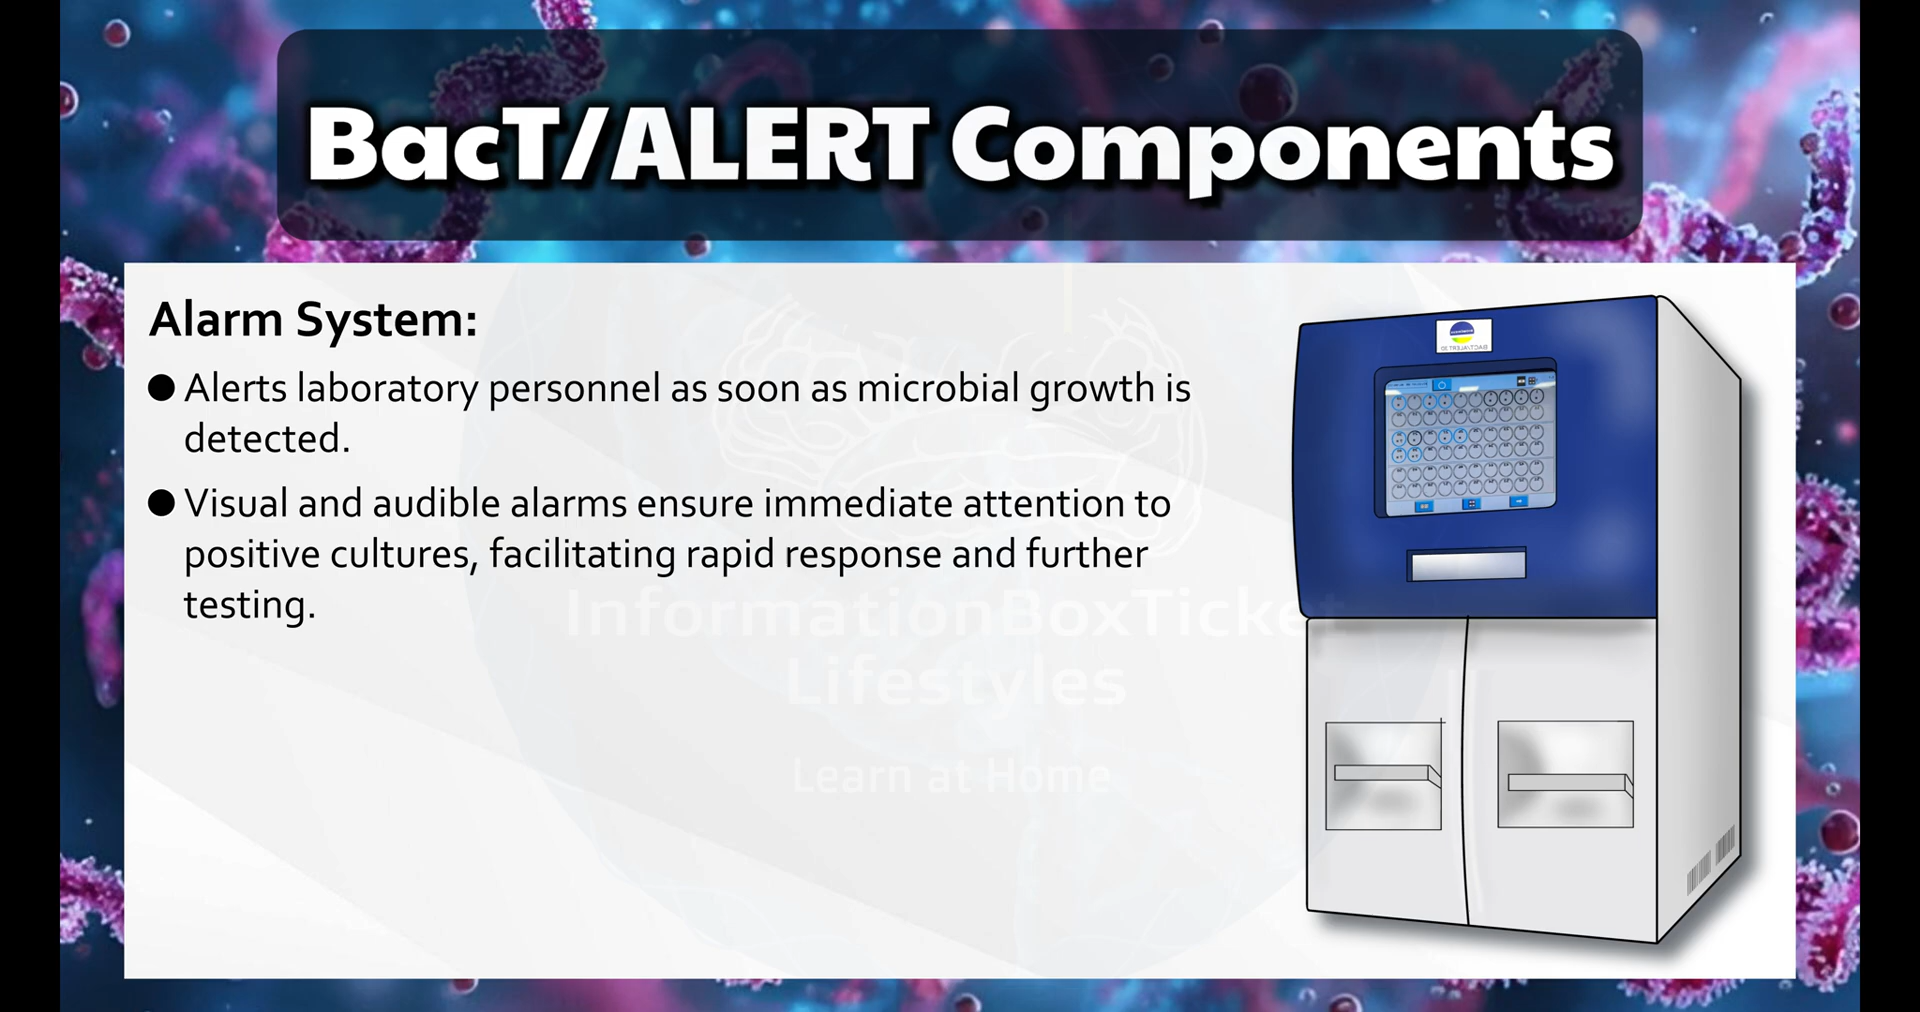 BacT/ALERT Components
Alarm System:
● Alerts laboratory personnel as soon as microbial growth is
detected.
● Visual and audible alarms ensure immediate attention to
positive cultures, facilitating rapid response and further
testing.
InformationBoxTicket
Lifestyles
Learn at Home